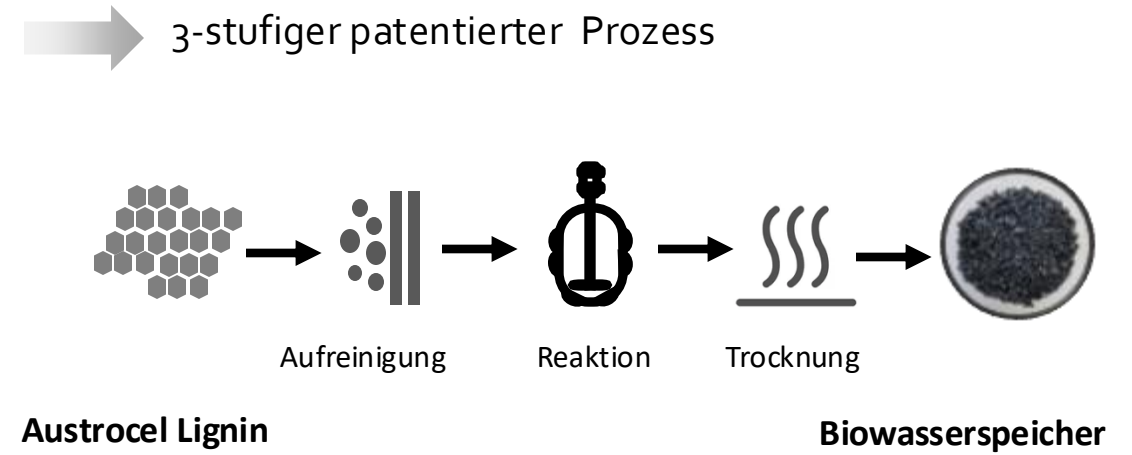 3-stufiger patentierter Prozess
Aufreinigung
Reaktion
Trocknung
Austrocel Lignin
Biowasserspeicher